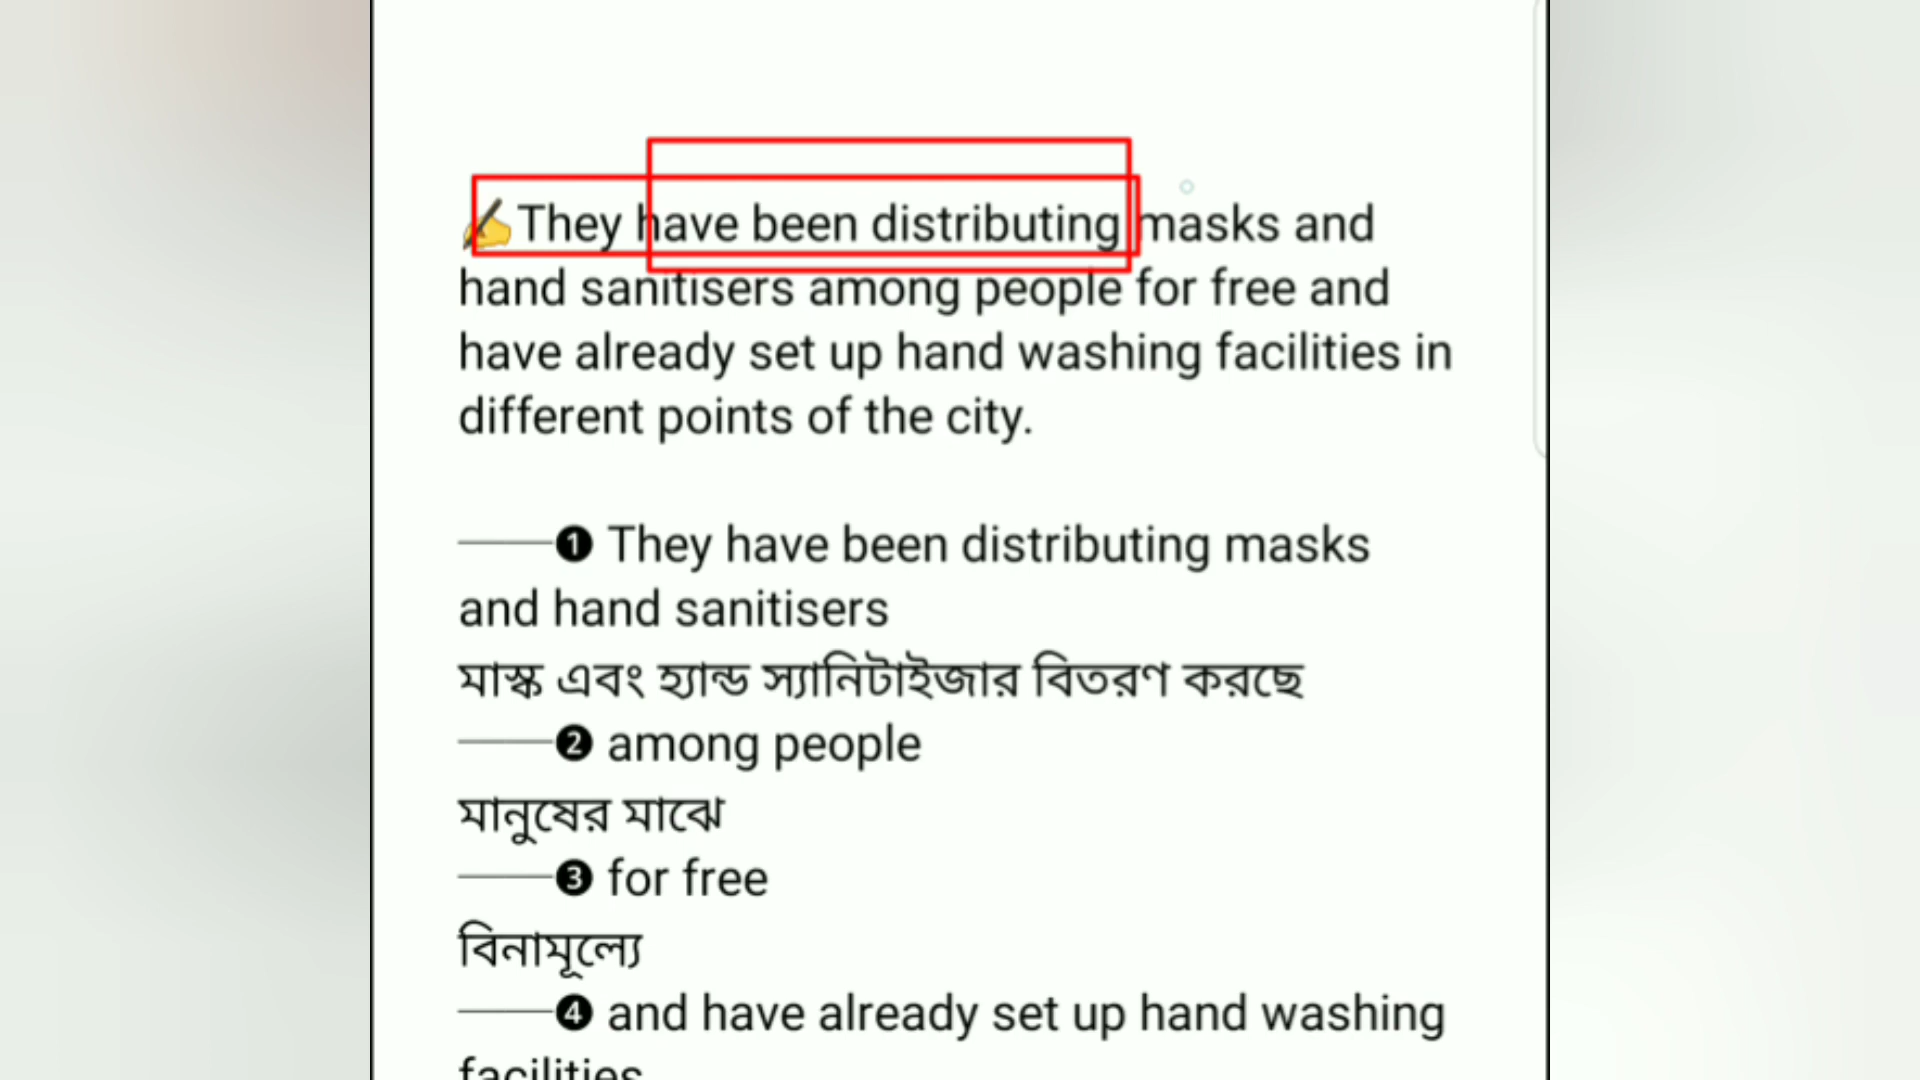 ✍️They have been distributing masks and
hand sanitisers among people for free and
have already set up hand washing facilities in
different points of the city.
——❶ They have been distributing masks
and hand sanitisers
মাস্ক এবং হ্যান্ড স্যানিটাইজার বিতরণ করছে
——❷ among people
মানুষের মাঝে
——❸ for free
বিনামূল্যে
——❹ and have already set up hand washing
facilities